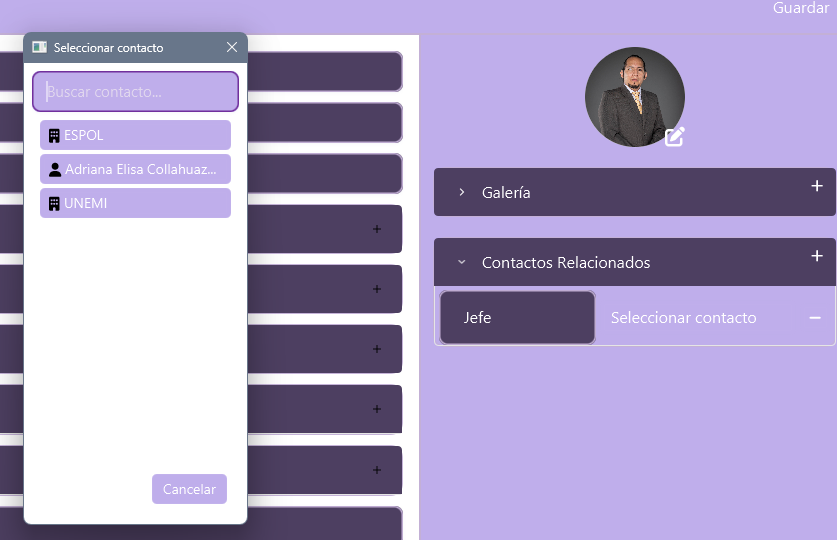 Guardar
Seleccionar contacto
Buscar contacto...
ESPOL
Adriana Elisa Collahuaz...
UNEMI
Cancelar
Galería
Contactos Relacionados
Jefe
Seleccionar contacto